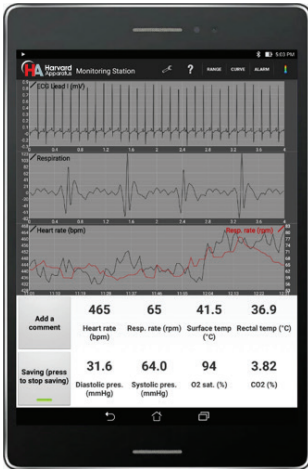 5:03 PM
Harvard
Apparatus
Monitoring Station
?
RANGE
CURVE
ALARM
ECG Lead I (mV)
Respiration
Heart rate (bpm)
Resp. rate (rpm)
Add a
comment
465
65
41.5
36.9
Heart rate
(bpm)
Resp. rate (rpm)
Surface temp
(°C)
Rectal temp (°C)
Saving (press
to stop saving)
31.6
64.0
94
3.82
Diastolic pres.
(mmHg)
Systolic pres.
(mmHg)
O2 sat. (%)
CO2 (%)